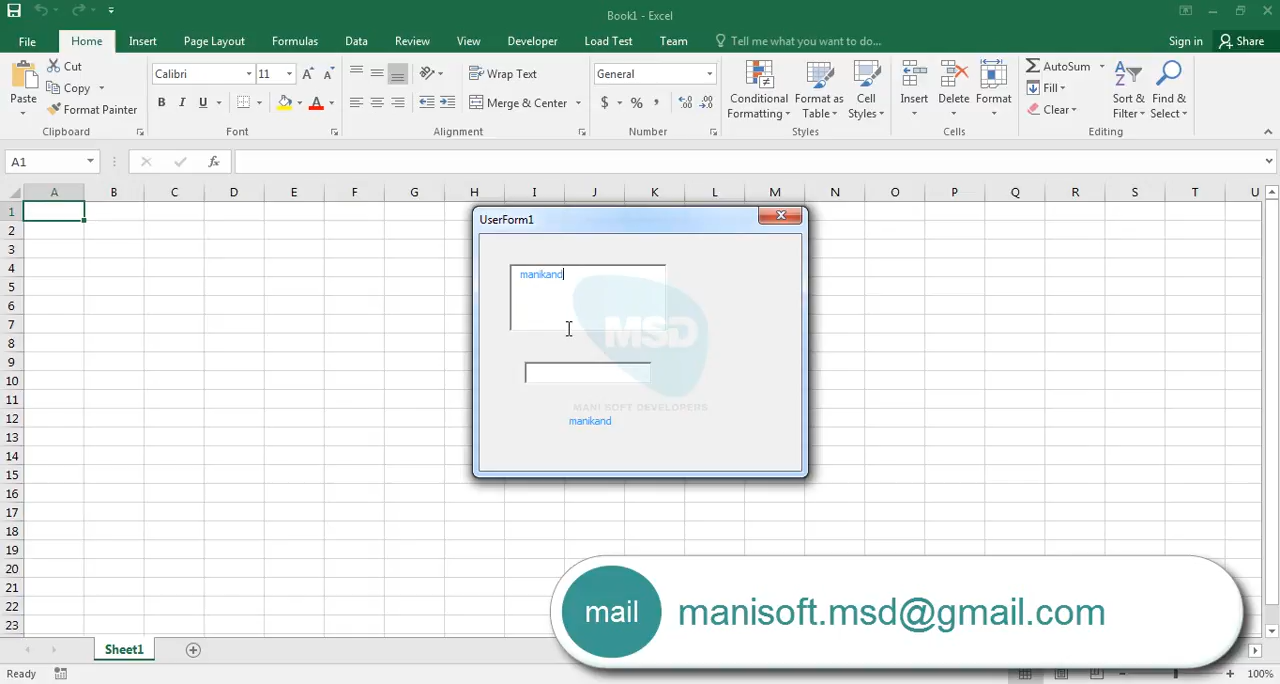 Book1 - Excel
File Home Insert Page Layout Formulas Data Review View Developer Load Test Team Tell me what you want to do... Sign in Share
Paste Cut Copy Format Painter Clipboard
Calibri 11 A A B I U A Font
Wrap Text Merge & Center Alignment
General $ % , Number
Conditional Formatting Format as Table Cell Styles Styles
Insert Delete Format Cells
AutoSum Fill Clear Sort & Filter Find & Select Editing
A1 fx
A B C D E F G H I J K L M N O P Q R S T U
1
2
3
4
5
6
7
8
9
10
11
12
13
14
15
16
17
18
19
20
21
22
23
UserForm1
manikand
MSD
MANI SOFT DEVELOPERS
manikand
mail manisoft.msd@gmail.com
Sheet1
Ready 100%